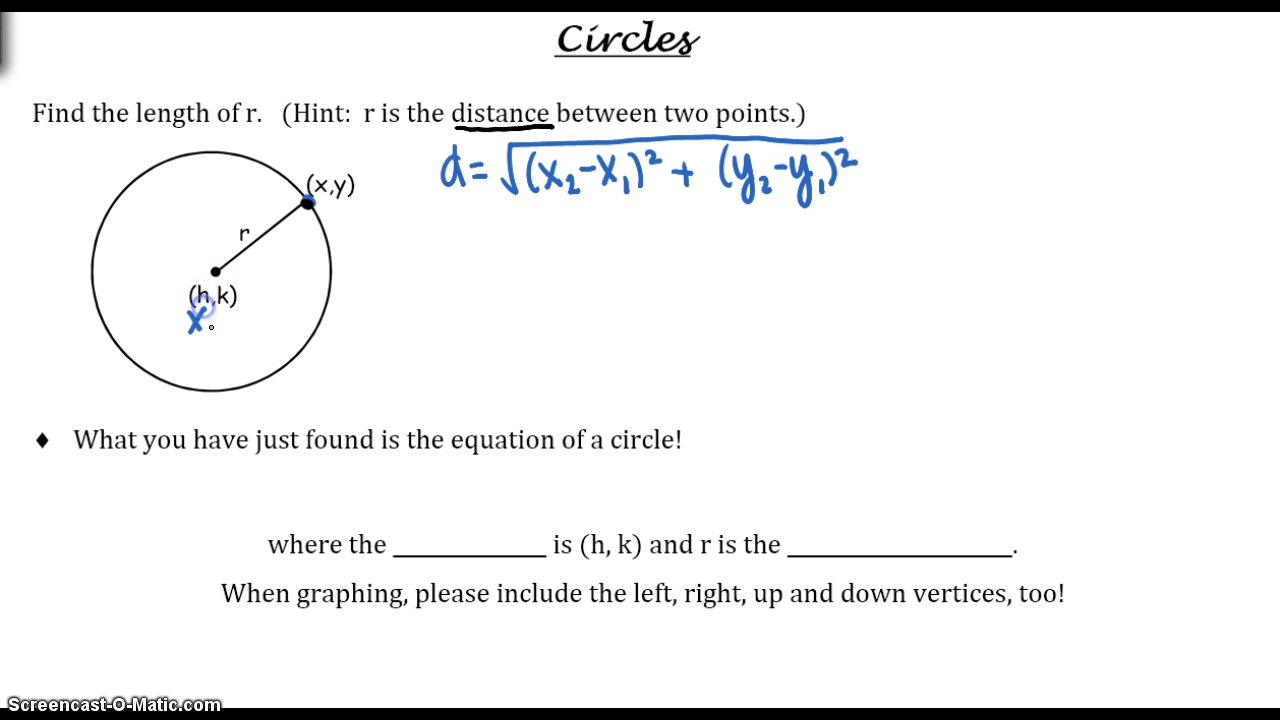 Circles
Find the length of r. (Hint: r is the distance between two points.)
d = √(x₂ − x₁)² + (y₂ − y₁)²
(x,y)
r
(h,k)
x
♦ What you have just found is the equation of a circle!
where the ____________ is (h, k) and r is the __________________.
When graphing, please include the left, right, up and down vertices, too!
Screencast-O-Matic.com